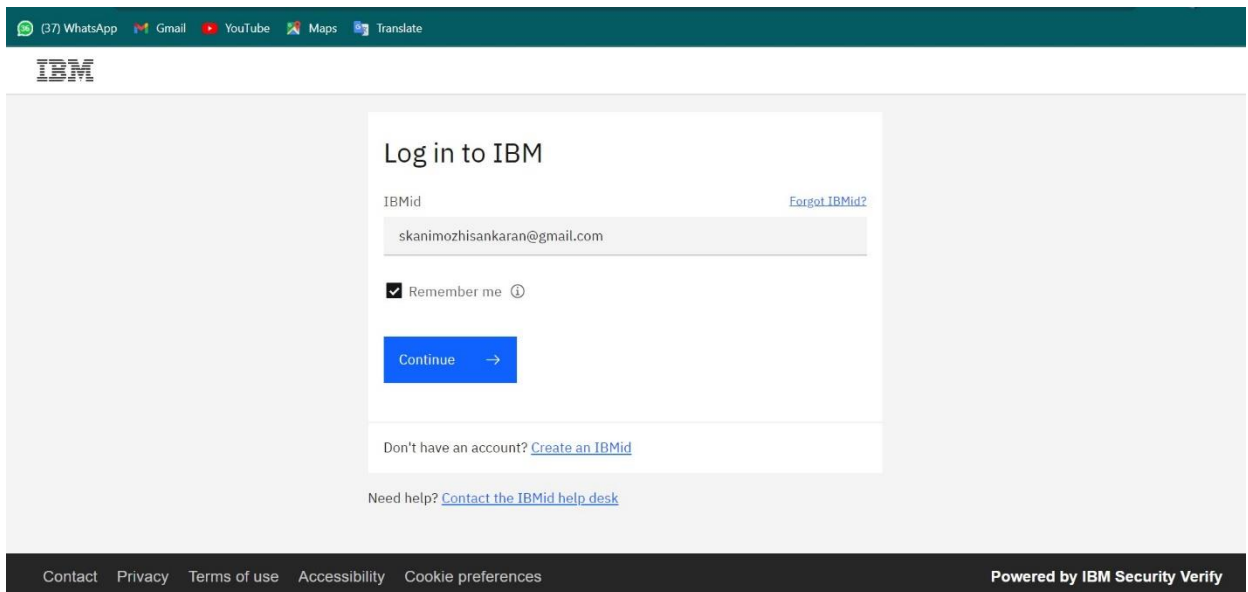 (37) WhatsApp Gmail YouTube Maps Translate
IBM
Log in to IBM
IBMid Forgot IBMid?
skanimozhisankaran@gmail.com
Remember me
Continue →
Don't have an account? Create an IBMid
Need help? Contact the IBMid help desk
Contact Privacy Terms of use Accessibility Cookie preferences Powered by IBM Security Verify